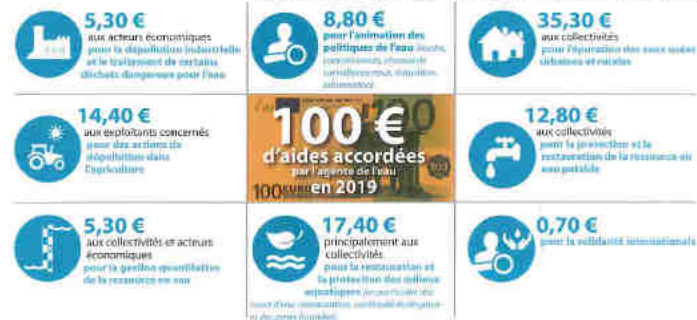 5,30 €
aux acteurs économiques
pour la dépollution industrielle
et le traitement de certains
déchets dangereux pour l'eau
8,80 €
pour l'animation des
politiques de l'eau
35,30 €
aux collectivités
pour l'épuration des eaux usées
urbaines et rurales
14,40 €
aux exploitants concernés
pour des actions de
dépollution dans
l'agriculture
100 €
d'aides accordées
par l'agence de l'eau
en 2019
100 EURO
12,80 €
aux collectivités
pour la protection et la
restauration de la ressource en
eau potable
5,30 €
aux collectivités et acteurs
économiques
pour la gestion quantitative
de la ressource en eau
17,40 €
principalement aux
collectivités
pour la restauration et
la protection des milieux
aquatiques
0,70 €
pour la solidarité internationale